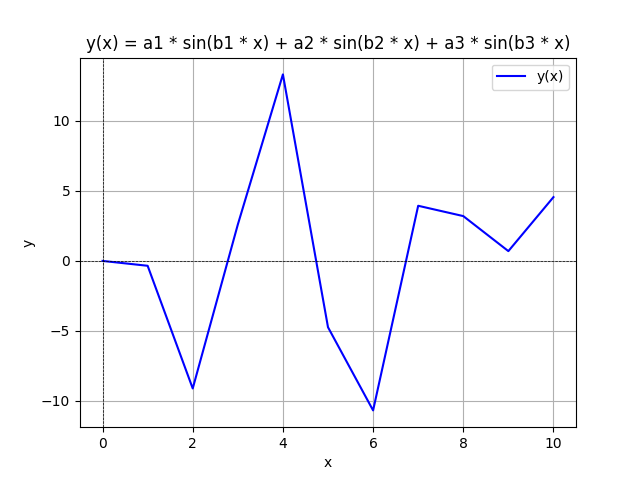 y(x) = a1 * sin(b1 * x) + a2 * sin(b2 * x) + a3 * sin(b3 * x)
y(x)
10
5
0
−5
−10
y
0 2 4 6 8 10
x